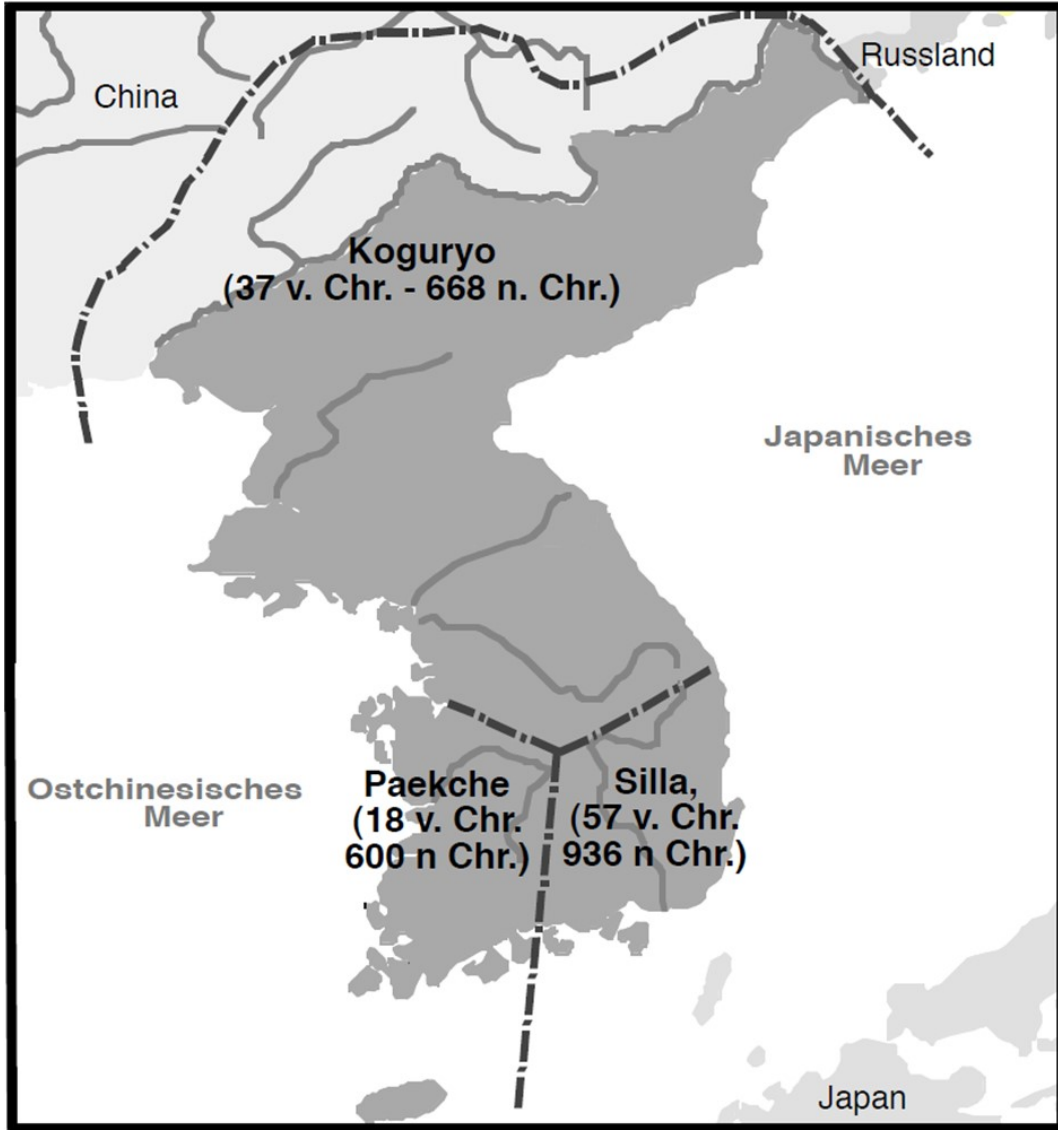 China
Russland
Koguryo
(37 v. Chr. - 668 n. Chr.)
Japanisches
Meer
Ostchinesisches
Meer
Paekche
(18 v. Chr.
600 n Chr.)
Silla,
(57 v. Chr.
936 n Chr.)
Japan